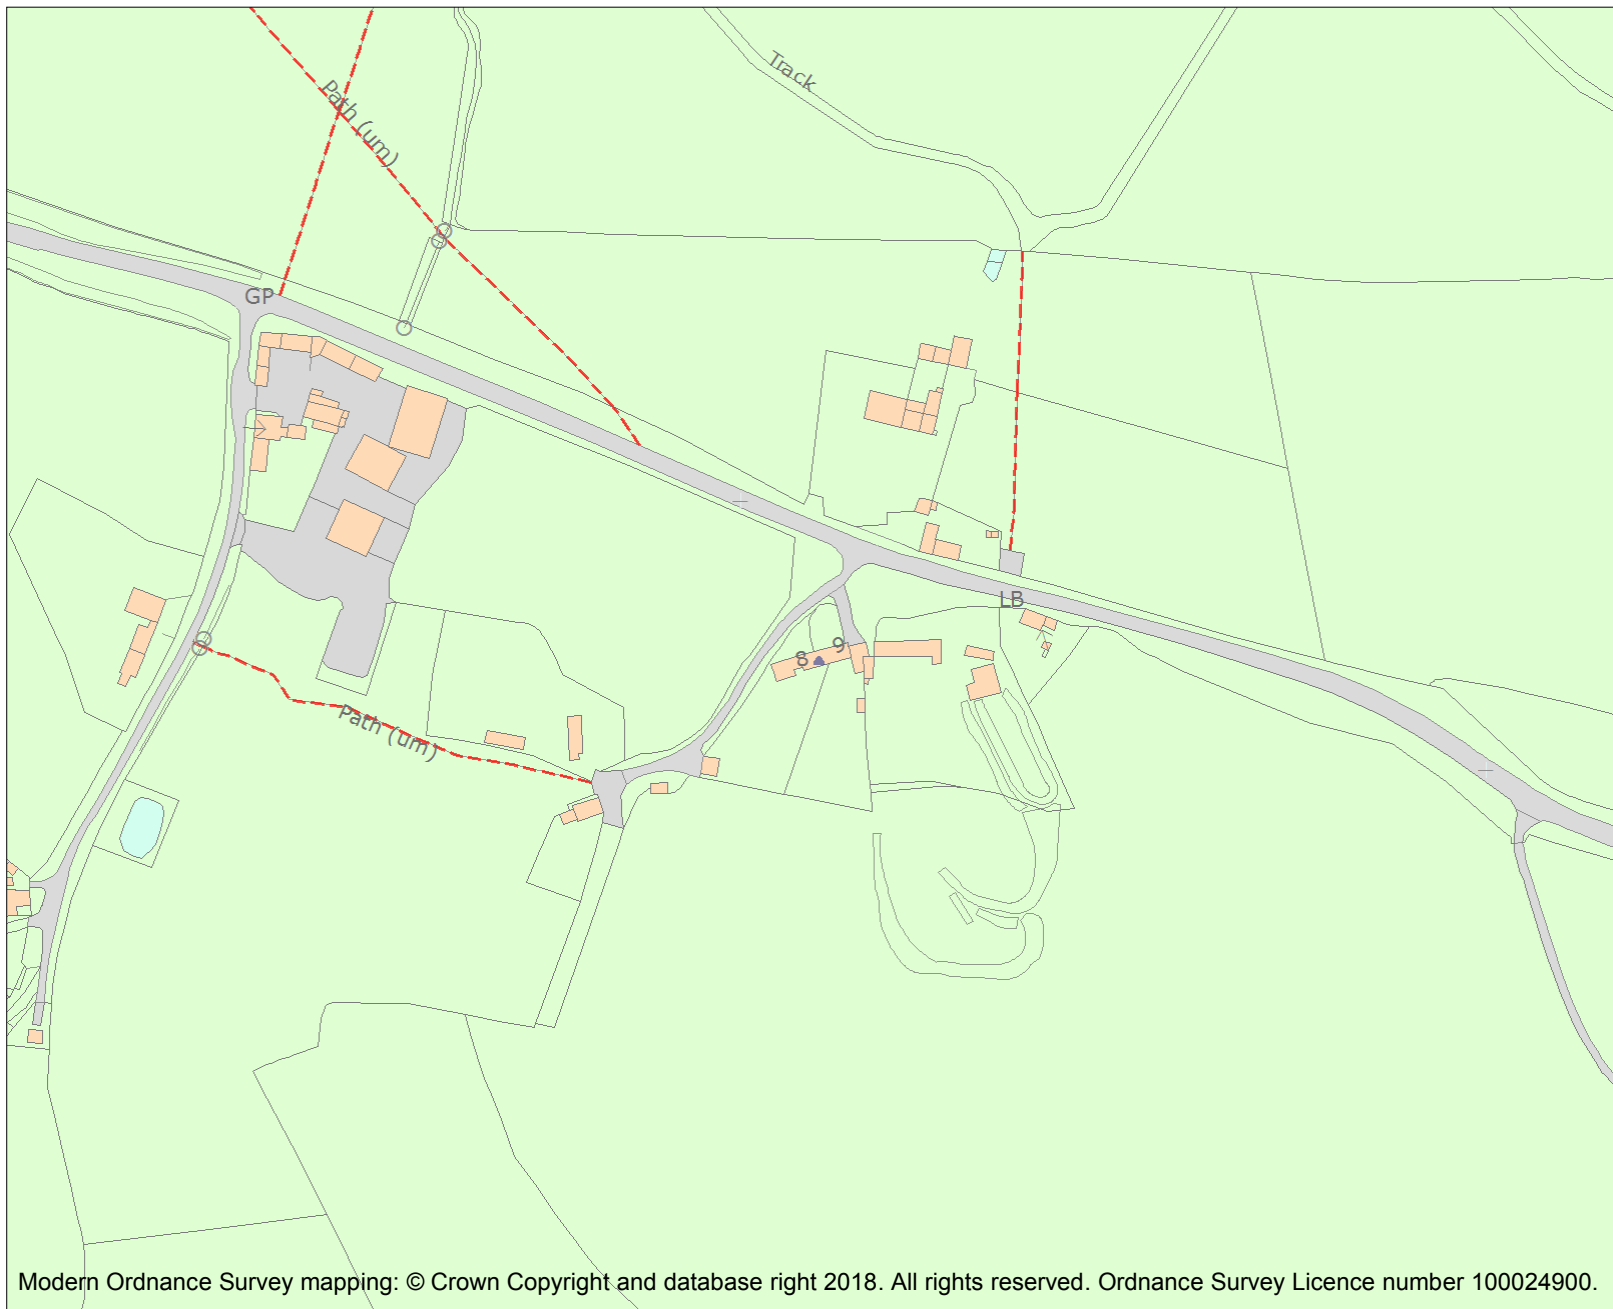 Track
Path (um)
GP
LB
9
8
Path (um)
Modern Ordnance Survey mapping: © Crown Copyright and database right 2018. All rights reserved. Ordnance Survey Licence number 100024900.